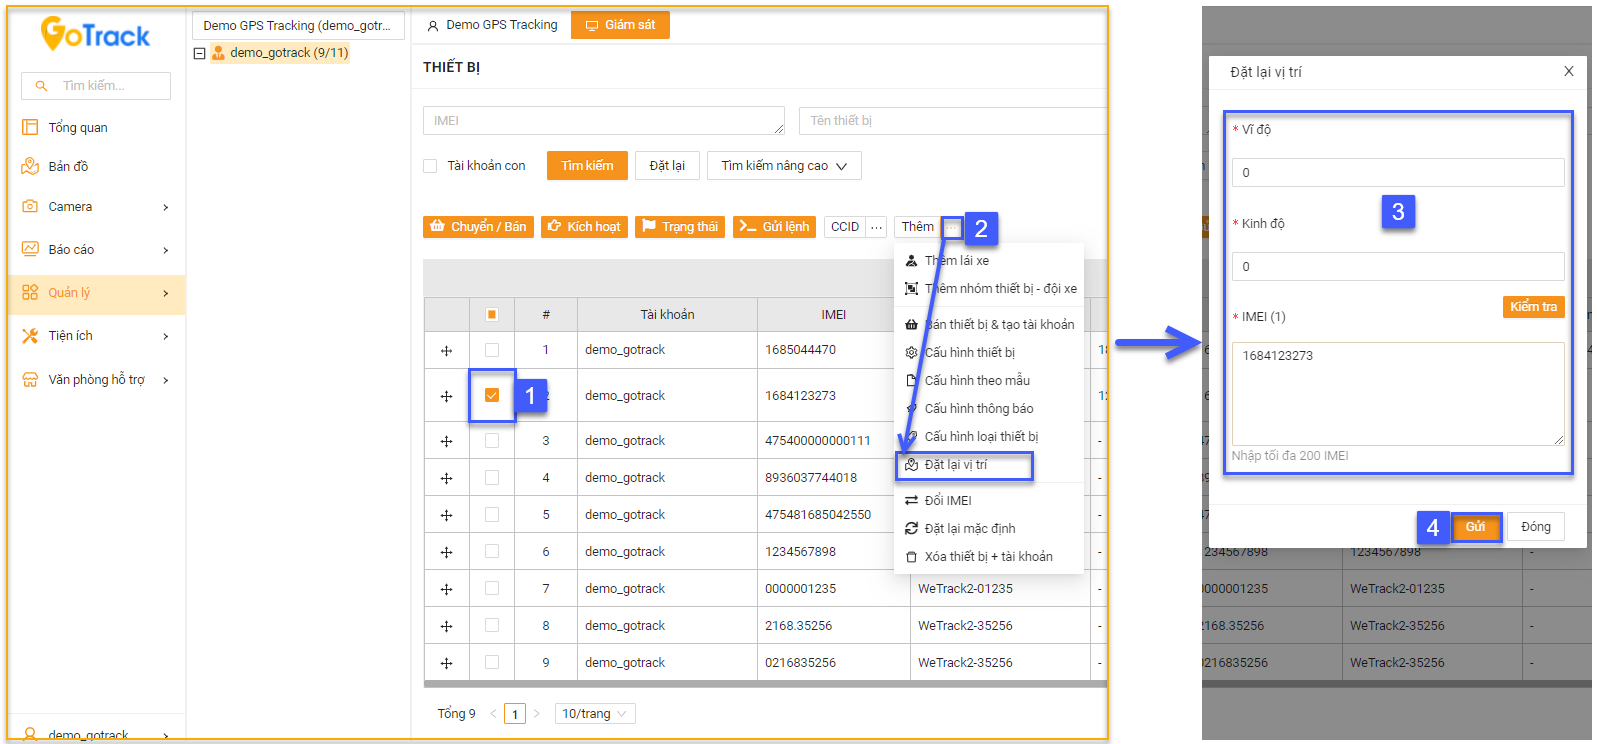 GoTrack
Tìm kiếm...
Tổng quan
Bản đồ
Camera
Báo cáo
Quản lý
Tiện ích
Văn phòng hỗ trợ
demo_gotrack
Demo GPS Tracking (demo_gotr...
demo_gotrack (9/11)
Demo GPS Tracking
Giám sát
THIẾT BỊ
IMEI
Tên thiết bị
Tài khoản con
Tìm kiếm
Đặt lại
Tìm kiếm nâng cao
Chuyển / Bán
Kích hoạt
Trạng thái
Gửi lệnh
CCID
...
Thêm
...
2
Thêm lái xe
Thêm nhóm thiết bị - đội xe
Bán thiết bị & tạo tài khoản
Cấu hình thiết bị
Cấu hình theo mẫu
Cấu hình thông báo
Cấu hình loại thiết bị
Đặt lại vị trí
Đổi IMEI
Đặt lại mặc định
Xóa thiết bị + tài khoản
# Tài khoản IMEI
1 demo_gotrack 1685044470 18
1
2 demo_gotrack 1684123273 12
3 demo_gotrack 475400000000111 -
4 demo_gotrack 8936037744018 -
5 demo_gotrack 475481685042550 -
6 demo_gotrack 1234567898 -
7 demo_gotrack 0000001235 WeTrack2-01235 -
8 demo_gotrack 2168.35256 WeTrack2-35256 -
9 demo_gotrack 0216835256 WeTrack2-35256 -
Tổng 9
1
10/trang
Đặt lại vị trí
X
* Vĩ độ
0
3
* Kinh độ
0
Kiểm tra
* IMEI (1)
1684123273
Nhập tối đa 200 IMEI
4
Gửi
Đóng
1234567898 1234567898 -
0000001235 WeTrack2-01235 -
2168.35256 WeTrack2-35256 -
0216835256 WeTrack2-35256 -